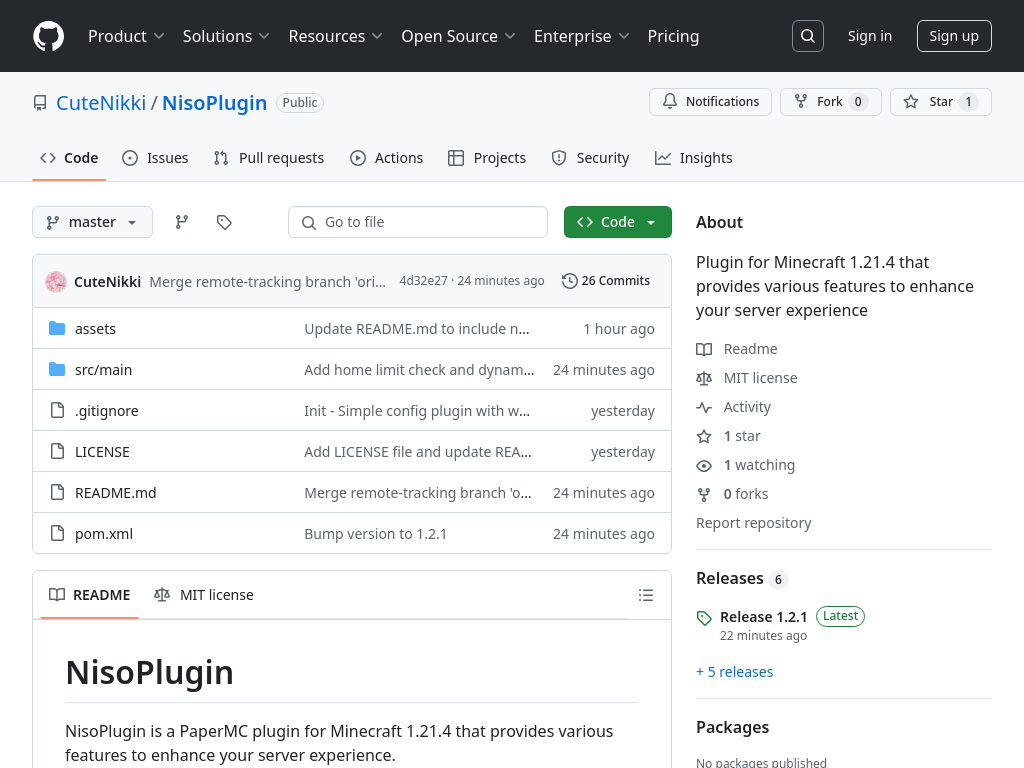 Product Solutions Resources Open Source Enterprise Pricing Sign in Sign up
CuteNikki / NisoPlugin Public Notifications Fork 0 Star 1
Code Issues Pull requests Actions Projects Security Insights
master Go to file Code
CuteNikki Merge remote-tracking branch 'ori... 4d32e27 · 24 minutes ago 26 Commits
assets Update README.md to include n... 1 hour ago
src/main Add home limit check and dynam... 24 minutes ago
.gitignore Init - Simple config plugin with w... yesterday
LICENSE Add LICENSE file and update REA... yesterday
README.md Merge remote-tracking branch 'o... 24 minutes ago
pom.xml Bump version to 1.2.1 24 minutes ago
README MIT license
NisoPlugin
NisoPlugin is a PaperMC plugin for Minecraft 1.21.4 that provides various
features to enhance your server experience.
About
Plugin for Minecraft 1.21.4 that
provides various features to enhance
your server experience
Readme
MIT license
Activity
1 star
1 watching
0 forks
Report repository
Releases 6
Release 1.2.1 Latest
22 minutes ago
+ 5 releases
Packages
No packages published